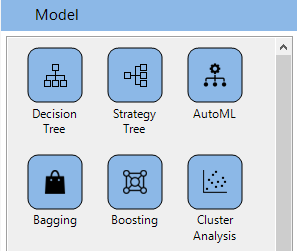 Model
Decision Strategy AutoML
Tree Tree
Bagging Boosting Cluster
Analysis